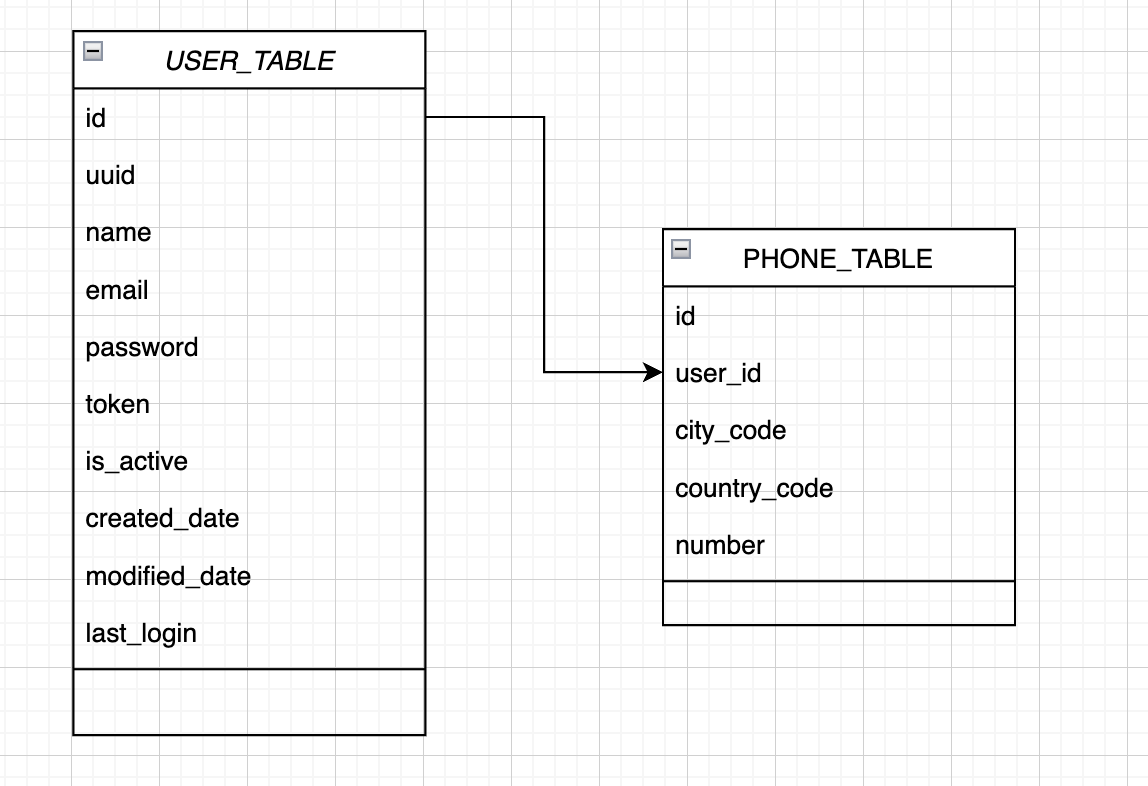 USER_TABLE
id
uuid
name
email
password
token
is_active
created_date
modified_date
last_login
PHONE_TABLE
id
user_id
city_code
country_code
number